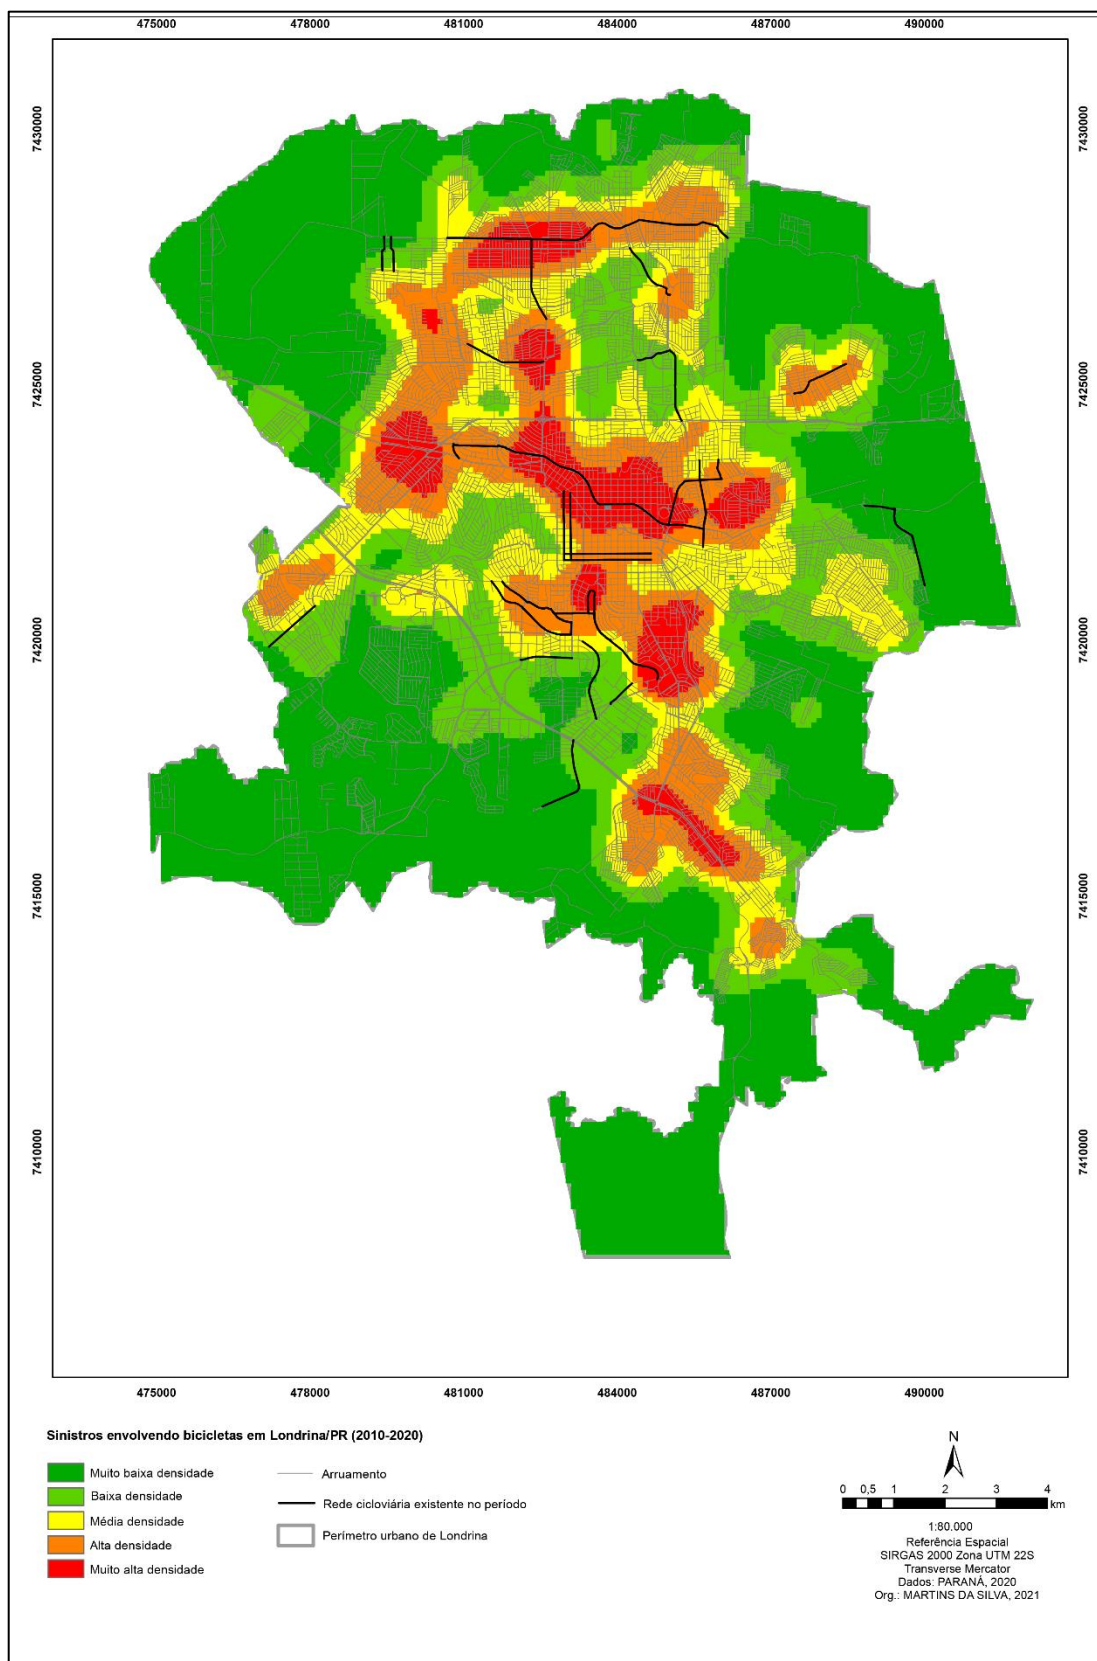 475000 478000 481000 484000 487000 490000
7430000 7430000
7425000 7425000
7420000 7420000
7415000 7415000
7410000 7410000
475000 478000 481000 484000 487000 490000
Sinistros envolvendo bicicletas em Londrina/PR (2010-2020)
Muito baixa densidade
Baixa densidade
Média densidade
Alta densidade
Muito alta densidade
Arruamento
Rede cicloviária existente no período
Perímetro urbano de Londrina
N
0 0,5 1 2 3 4
km
1:80.000
Referência Espacial
SIRGAS 2000 Zona UTM 22S
Transverse Mercator
Dados: PARANÁ, 2020
Org.: MARTINS DA SILVA, 2021